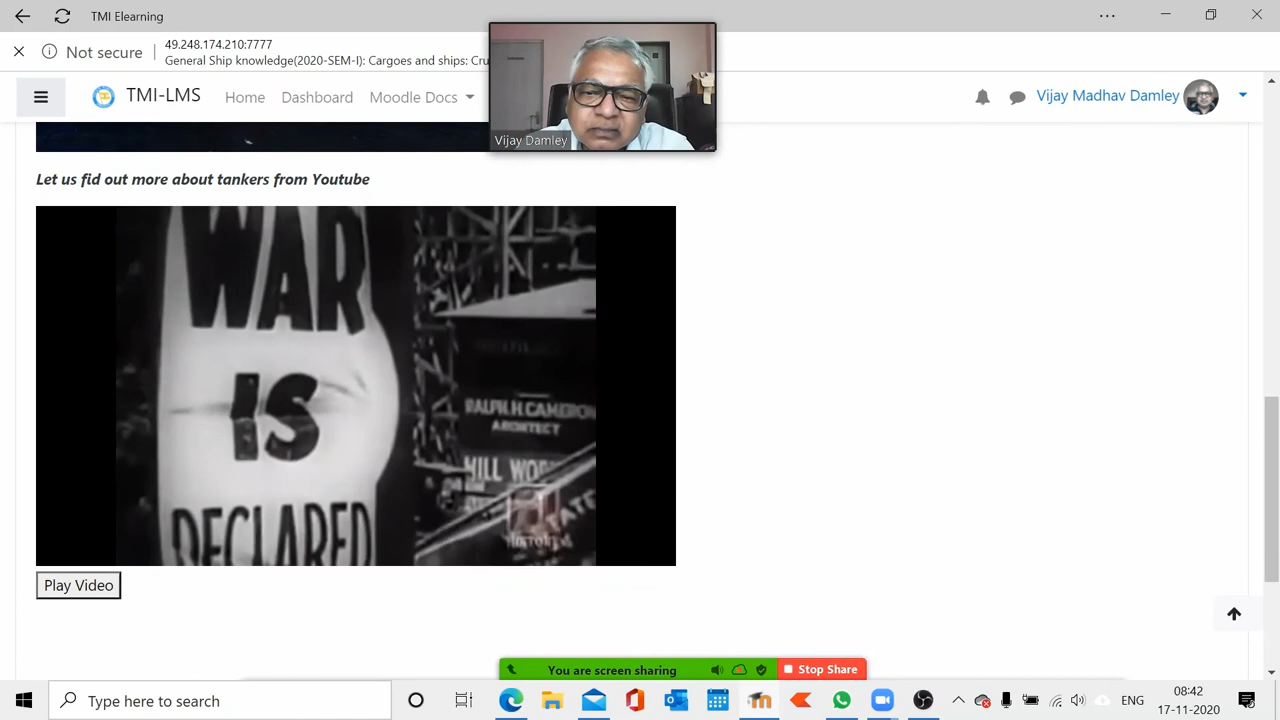 TMI Elearning
Not secure
49.248.174.210:7777
General Ship knowledge(2020-SEM-I): Cargoes and ships: Cru
TMI-LMS
Home
Dashboard
Moodle Docs
Vijay Madhav Damley
Vijay Damley
Let us fid out more about tankers from Youtube
WAR
IS
DECLARED
RALPH H. CAMERON
ARCHITECT
MILL WOR
Play Video
You are screen sharing
Stop Share
Type here to search
ENG
08:42
17-11-2020